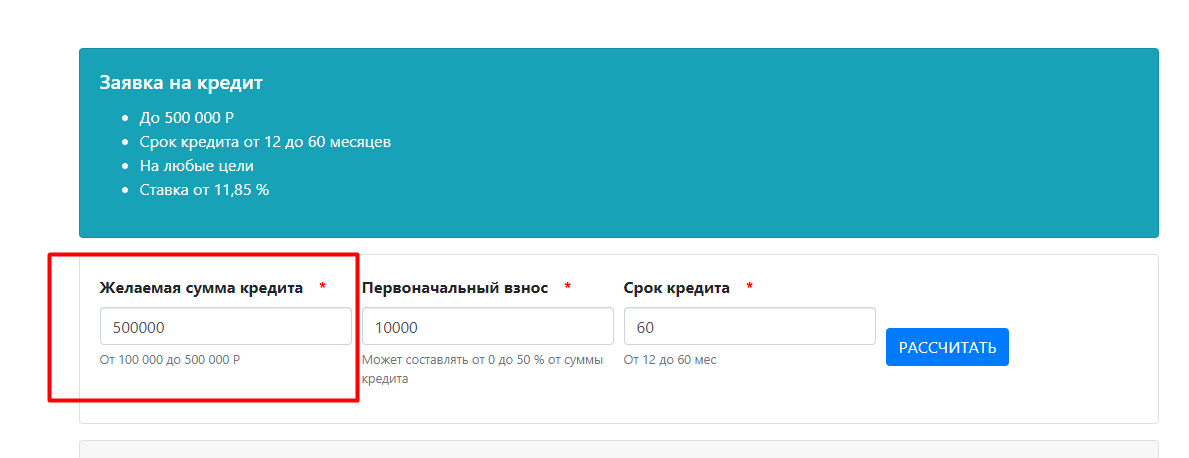 Заявка на кредит
До 500 000 Р
Срок кредита от 12 до 60 месяцев
На любые цели
Ставка от 11,85 %
Желаемая сумма кредита *
500000
От 100 000 до 500 000 Р
Первоначальный взнос *
10000
Может составлять от 0 до 50 % от суммы
кредита
Срок кредита *
60
От 12 до 60 мес
РАССЧИТАТЬ